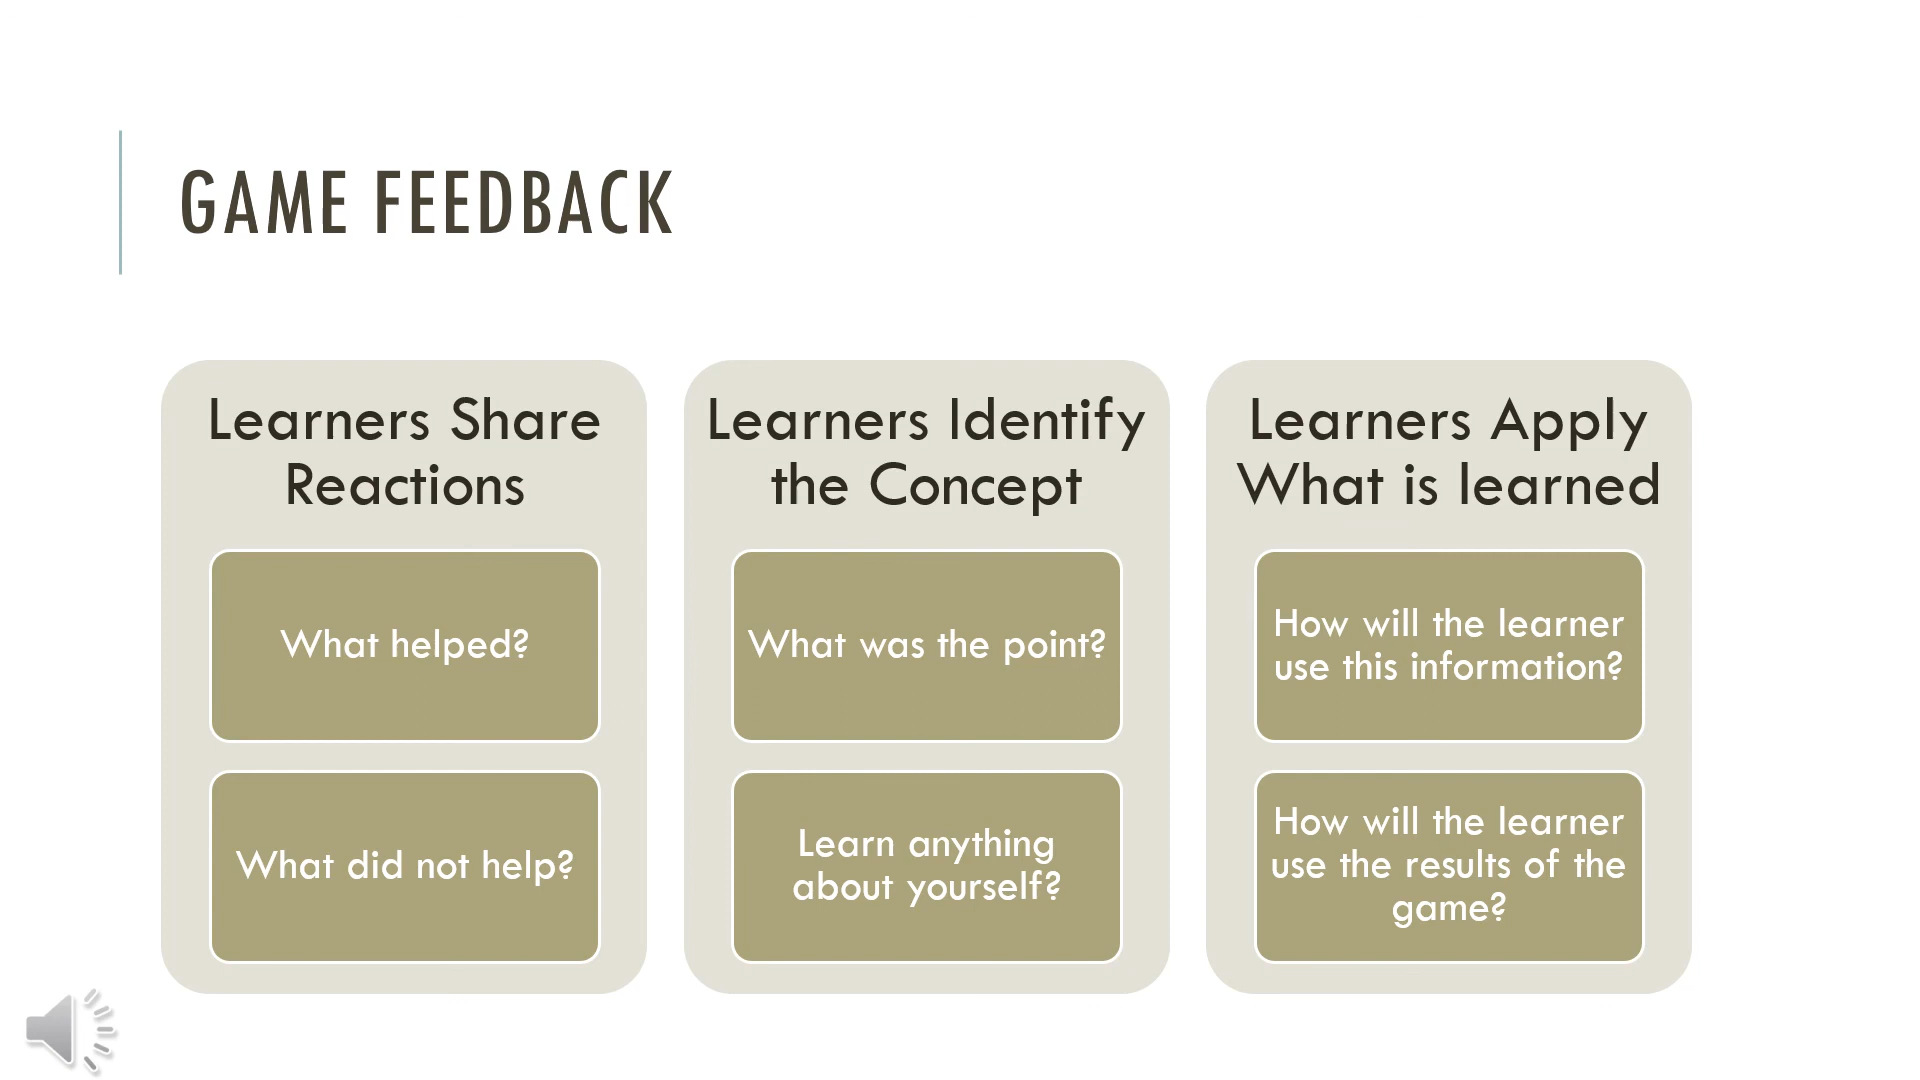 GAME FEEDBACK
Learners Share
Reactions
What helped?
What did not help?
Learners Identify
the Concept
What was the point?
Learn anything
about yourself?
Learners Apply
What is learned
How will the learner
use this information?
How will the learner
use the results of the
game?